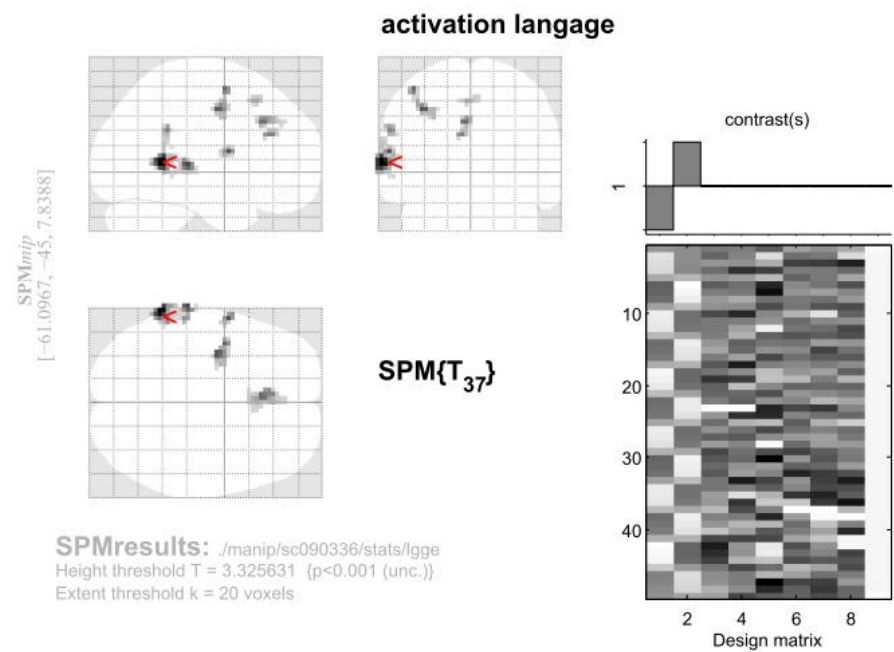 activation langage
SPMmip
[−61.0967, −45, 7.8388]
<
<
<
SPM{T37}
contrast(s)
1
10
20
30
40
2 4 6 8
Design matrix
SPMresults: ./manip/sc090336/stats/lgge
Height threshold T = 3.325631 {p<0.001 (unc.)}
Extent threshold k = 20 voxels